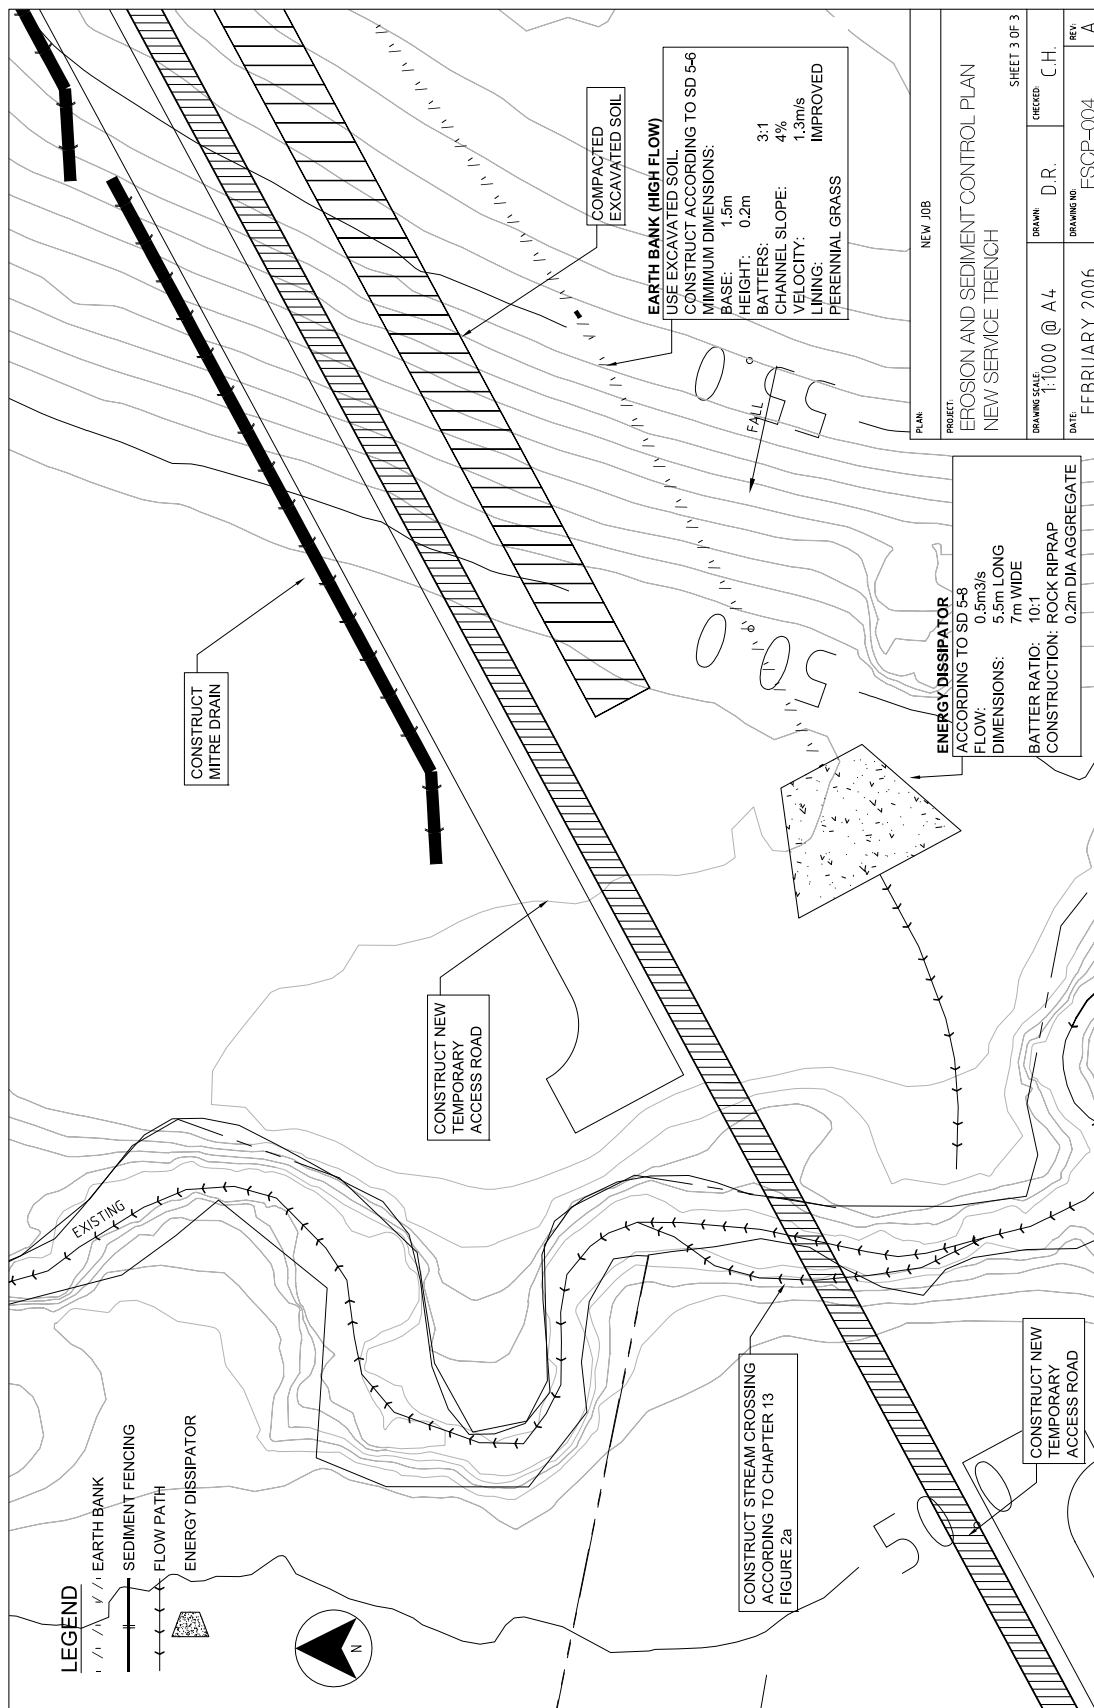 LEGEND
EARTH BANK
SEDIMENT FENCING
FLOW PATH
ENERGY DISSIPATOR
N
EXISTING
CONSTRUCT STREAM CROSSING
ACCORDING TO CHAPTER 13
FIGURE 2a
CONSTRUCT NEW
TEMPORARY
ACCESS ROAD
CONSTRUCT NEW
TEMPORARY
ACCESS ROAD
CONSTRUCT
MITRE DRAIN
COMPACTED
EXCAVATED SOIL
EARTH BANK (HIGH FLOW)
USE EXCAVATED SOIL.
CONSTRUCT ACCORDING TO SD 5-6
MIMIMUM DIMENSIONS:
BASE: 1.5m
HEIGHT: 0.2m
BATTERS: 3:1
CHANNEL SLOPE: 4%
VELOCITY: 1.3m/s
LINING: IMPROVED
PERENNIAL GRASS
FALL
550
500
500
ENERGY DISSIPATOR
ACCORDING TO SD 5-8
FLOW: 0.5m3/s
DIMENSIONS: 5.5m LONG
7m WIDE
BATTER RATIO: 10:1
CONSTRUCTION: ROCK RIPRAP
0.2m DIA AGGREGATE
PLAN: NEW JOB
PROJECT:
EROSION AND SEDIMENT CONTROL PLAN
NEW SERVICE TRENCH
SHEET 3 OF 3
DRAWING SCALE: 1:1000 @ A4
DRAWN: D.R.
CHECKED: C.H.
DATE: FEBRUARY 2006
DRAWING NO: ESCP-004
REV: A